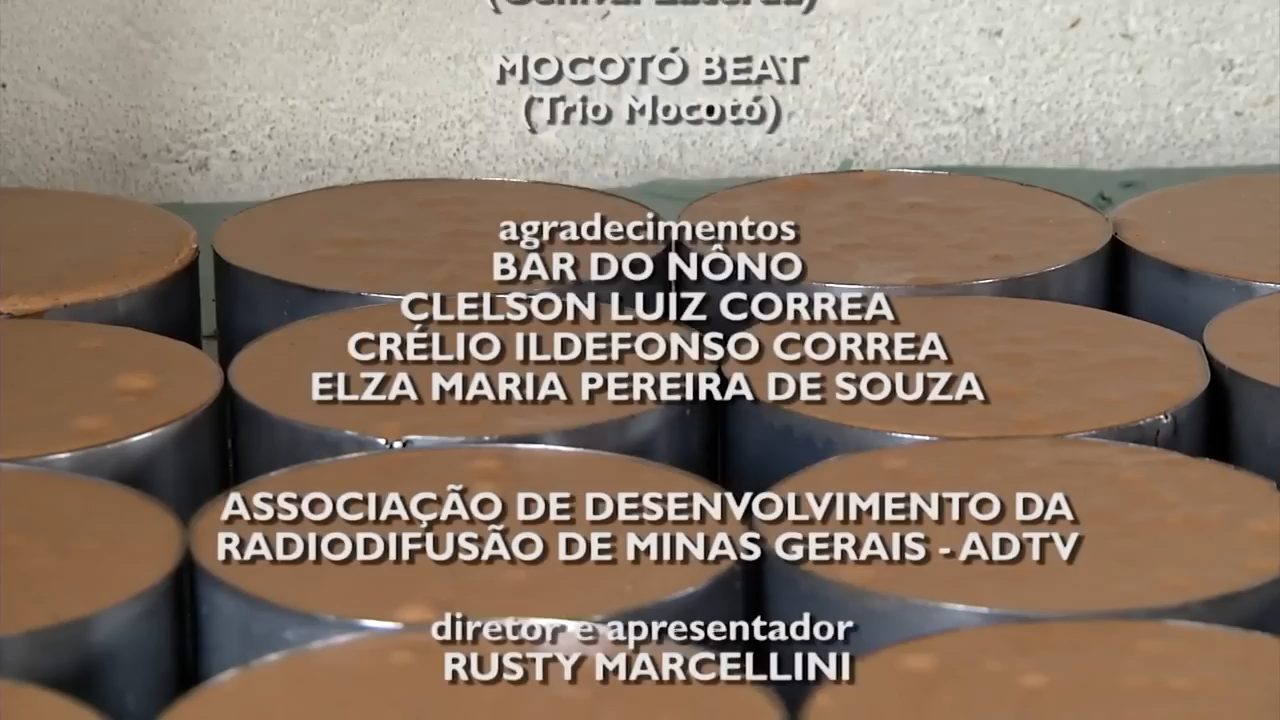 MOCOTÓ BEAT
(Trio Mocotó)
agradecimentos
BAR DO NÔNO
CLELSON LUIZ CORREA
CRÉLIO ILDEFONSO CORREA
ELZA MARIA PEREIRA DE SOUZA
ASSOCIAÇÃO DE DESENVOLVIMENTO DA
RADIODIFUSÃO DE MINAS GERAIS - ADTV
diretor e apresentador
RUSTY MARCELLINI